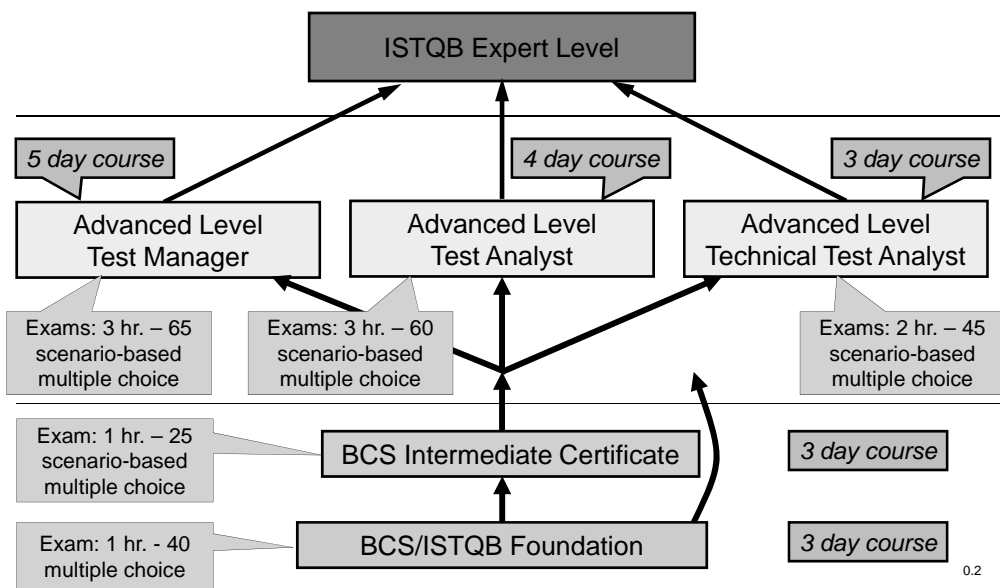 ISTQB Expert Level
5 day course
4 day course
3 day course
Advanced Level
Test Manager
Advanced Level
Test Analyst
Advanced Level
Technical Test Analyst
Exams: 3 hr. – 65
scenario-based
multiple choice
Exams: 3 hr. – 60
scenario-based
multiple choice
Exams: 2 hr. – 45
scenario-based
multiple choice
Exam: 1 hr. – 25
scenario-based
multiple choice
BCS Intermediate Certificate
3 day course
Exam: 1 hr. - 40
multiple choice
BCS/ISTQB Foundation
3 day course
0.2